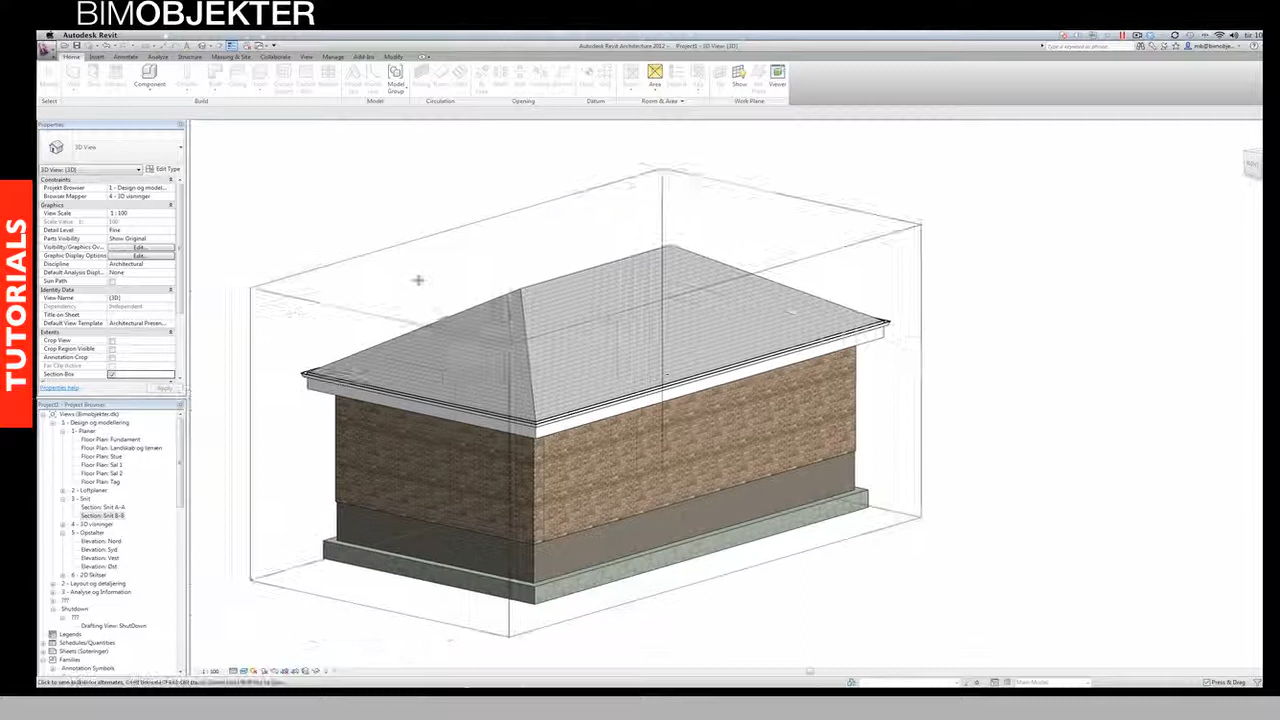 BIMOBJEKTER
TUTORIALS
Autodesk Revit
Autodesk Revit Architecture 2012 - Project1 - 3D View: {3D}
Type a keyword or phrase
Home Insert Annotate Analyze Structure Massing & Site Collaborate View Manage Add-Ins Modify
Component
Model Group
Area
Show
Viewer
Select Build Model Circulation Opening Datum Room & Area Work Plane
Properties
3D View
3D View: {3D} Edit Type
Constraints
Projekt Browser 1 - Design og model...
Browser Mapper 4 - 3D visninger
Graphics
View Scale 1 : 100
Scale Value 1: 100
Detail Level Fine
Parts Visibility Show Original
Visibility/Graphics Ov... Edit...
Graphic Display Options Edit...
Discipline Architectural
Default Analysis Displ... None
Sun Path
Identity Data
View Name {3D}
Dependency Independent
Title on Sheet
Default View Template Architectural Presen...
Extents
Crop View
Crop Region Visible
Annotation Crop
Far Clip Active
Section Box
Properties help Apply
Project1 - Project Browser
Views (Bimobjekter.dk)
1 - Design og modellering
1- Planer
Floor Plan: Fundament
Floor Plan: Landskab og terræn
Floor Plan: Stue
Floor Plan: Sal 1
Floor Plan: Sal 2
Floor Plan: Tag
2 - Loftplaner
3 - Snit
Section: Snit A-A
Section: Snit B-B
4 - 3D visninger
5 - Opstalter
Elevation: Nord
Elevation: Syd
Elevation: Vest
Elevation: Øst
6 - 2D Skitser
2 - Layout og detaljering
3 - Analyse og Information
???
Shutdown
???
Drafting View: ShutDown
Legends
Schedules/Quantities
Sheets (Soteringer)
Families
Annotation Symbols
1 : 100
Main Model
Press & Drag